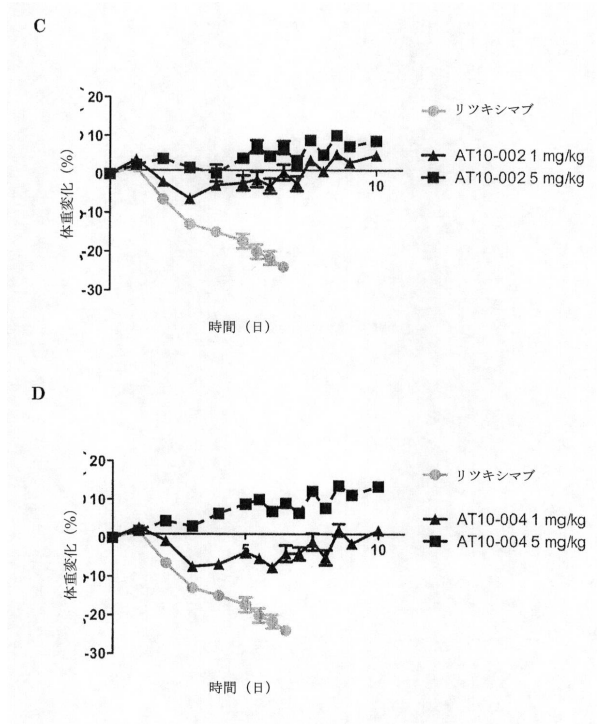 C
20
10
0
-10
-20
-30
体重変化 (%)
10
時間 (日)
リツキシマブ
AT10-002 1 mg/kg
AT10-002 5 mg/kg
D
20
10
0
-10
-20
-30
体重変化 (%)
10
時間 (日)
リツキシマブ
AT10-004 1 mg/kg
AT10-004 5 mg/kg